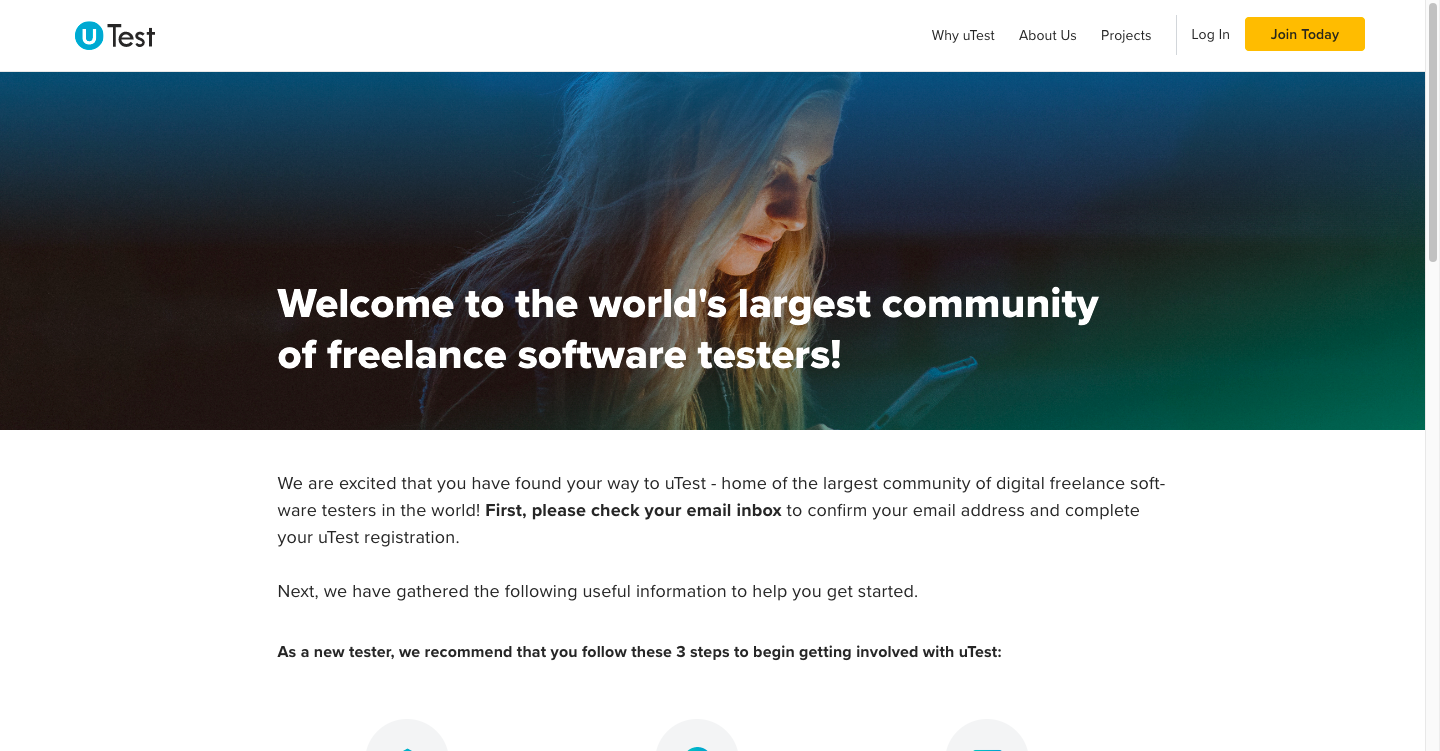 U Test
Why uTest
About Us
Projects
Log In
Join Today
Welcome to the world's largest community
of freelance software testers!
We are excited that you have found your way to uTest - home of the largest community of digital freelance soft-
ware testers in the world! First, please check your email inbox to confirm your email address and complete
your uTest registration.
Next, we have gathered the following useful information to help you get started.
As a new tester, we recommend that you follow these 3 steps to begin getting involved with uTest: